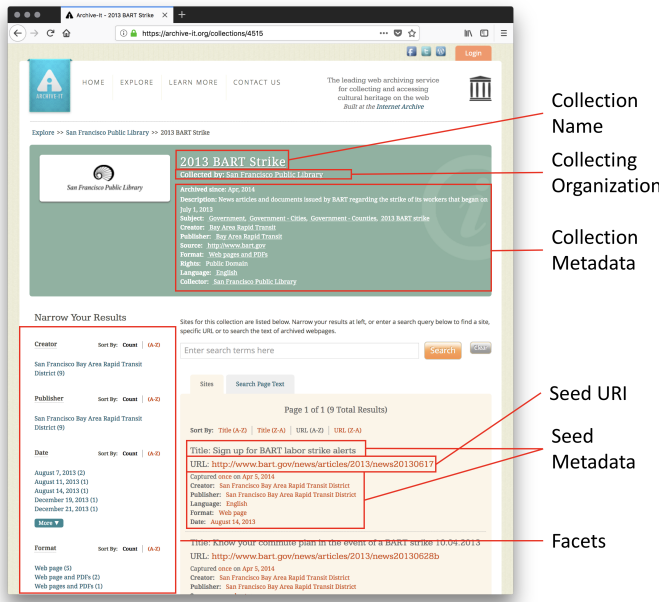 Archive-It - 2013 BART Strike
https://archive-it.org/collections/4515
Login
ARCHIVE-IT
HOME EXPLORE LEARN MORE CONTACT US
The leading web archiving service
for collecting and accessing
cultural heritage on the web
Built at the Internet Archive
Explore >> San Francisco Public Library >> 2013 BART Strike
San Francisco Public Library
2013 BART Strike
Collected by: San Francisco Public Library
Archived since: Apr, 2014
Description: News articles and documents issued by BART regarding the strike of its workers that began on
July 1, 2013
Subject: Government, Government - Cities, Government - Counties, 2013 BART strike
Creator: Bay Area Rapid Transit
Publisher: Bay Area Rapid Transit
Source: http://www.bart.gov
Format: Web pages and PDFs
Rights: Public Domain
Language: English
Collector: San Francisco Public Library
Collection
Name
Collecting
Organization
Collection
Metadata
Narrow Your Results
Creator Sort By: Count | (A-Z)
San Francisco Bay Area Rapid Transit
District (9)
Publisher Sort By: Count | (A-Z)
San Francisco Bay Area Rapid Transit
District (9)
Date Sort By: Count | (A-Z)
August 7, 2013 (2)
August 11, 2013 (1)
August 14, 2013 (1)
December 19, 2013 (1)
December 21, 2013 (1)
More ▼
Format Sort By: Count | (A-Z)
Web page (5)
Web page and PDFs (2)
Web pages and PDFs (1)
Sites for this collection are listed below. Narrow your results at left, or enter a search query below to find a site,
specific URL or to search the text of archived webpages.
Enter search terms here
Search
Sites Search Page Text
Page 1 of 1 (9 Total Results)
Sort By: Title (A-Z) | Title (Z-A) | URL (A-Z) | URL (Z-A)
Title: Sign up for BART labor strike alerts
URL: http://www.bart.gov/news/articles/2013/news20130617
Captured once on Apr 5, 2014
Creator: San Francisco Bay Area Rapid Transit District
Publisher: San Francisco Bay Area Rapid Transit District
Language: English
Format: Web page
Date: August 14, 2013
Title: Know your commute plan in the event of a BART strike 10.04.2013
URL: http://www.bart.gov/news/articles/2013/news20130628b
Captured once on Apr 5, 2014
Creator: San Francisco Bay Area Rapid Transit District
Publisher: San Francisco Bay Area Rapid Transit District
Seed URI
Seed
Metadata
Facets